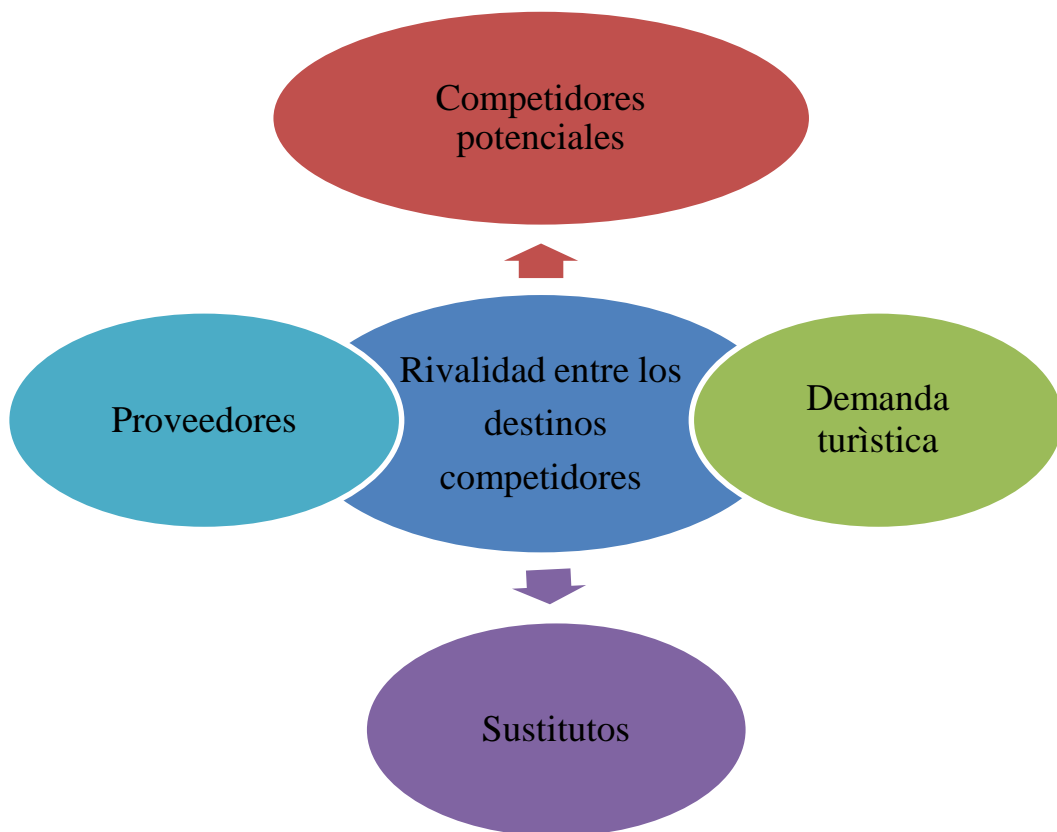 Competidores
potenciales
Proveedores
Rivalidad entre los
destinos
competidores
Demanda
turìstica
Sustitutos